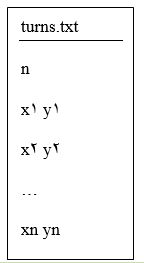 turns.txt
n
x۱ y۱
x۲ y۲
...
xn yn